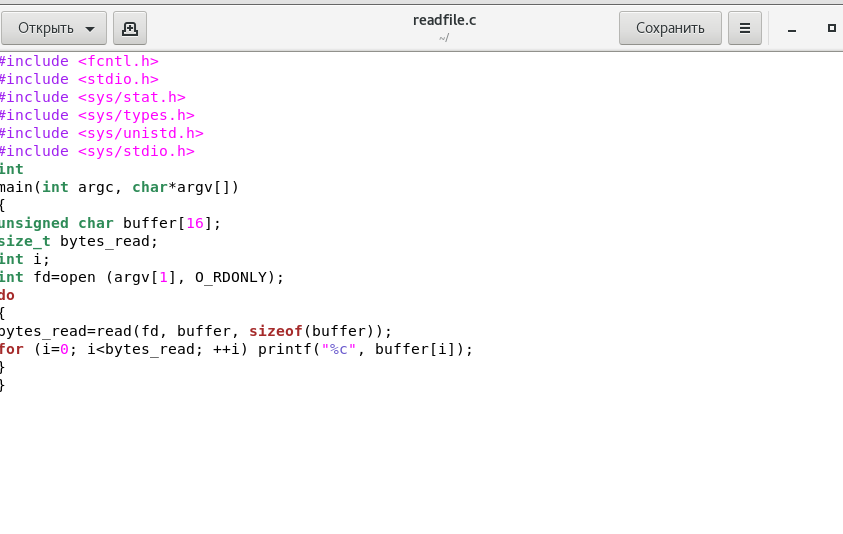 Открыть
readfile.c
~/
Сохранить
#include <fcntl.h>
#include <stdio.h>
#include <sys/stat.h>
#include <sys/types.h>
#include <sys/unistd.h>
#include <sys/stdio.h>
int
main(int argc, char*argv[])
{
unsigned char buffer[16];
size_t bytes_read;
int i;
int fd=open (argv[1], O_RDONLY);
do
{
bytes_read=read(fd, buffer, sizeof(buffer));
for (i=0; i<bytes_read; ++i) printf("%c", buffer[i]);
}
}